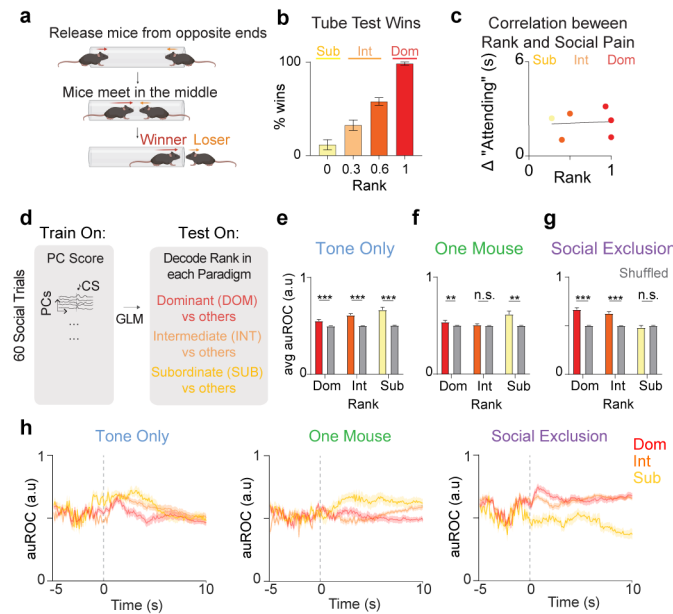 a
Release mice from opposite ends
Mice meet in the middle
Winner Loser
b
Tube Test Wins
Sub Int Dom
% wins
100
0
0 0.3 0.6 1
Rank
c
Correlation beween
Rank and Social Pain
Δ "Attending" (s)
6
Sub Int Dom
0
0 1
Rank
d
Train On: Test On:
60 Social Trials
PC Score
CS
PCs
...
...
GLM
Decode Rank in
each Paradigm
Dominant (DOM)
vs others
Intermediate (INT)
vs others
Subordinate (SUB)
vs others
e
Tone Only
avg auROC (a.u)
1
0
*** *** ***
Dom Int Sub
Rank
f
One Mouse
1
0
** n.s. **
Dom Int Sub
Rank
g
Social Exclusion
Shuffled
1
0
*** *** n.s.
Dom Int Sub
Rank
h
Tone Only
auROC (a.u)
1
0
-5 0 10
Time (s)
One Mouse
auROC (a.u)
1
0
-5 0 10
Time (s)
Social Exclusion
Dom
Int
Sub
auROC (a.u)
1
0
-5 0 10
Time (s)